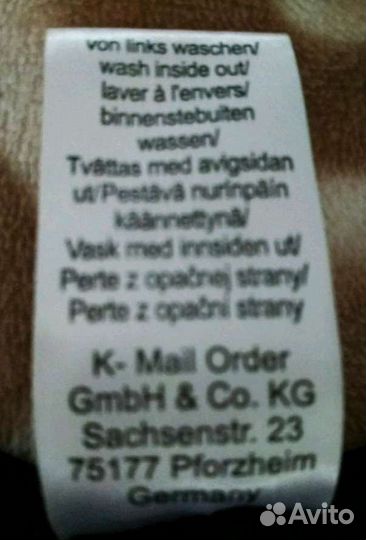 von links waschen/
wash inside out/
laver à l'envers/
binnenstebuiten
wassen/
Tvättas med avigsidan
ut/Pestävä nurinpäin
käännettynä/
Vask med innsiden ut/
Perte z opačnej strany/
Perte z opační strany
K- Mail Order
GmbH & Co. KG
Sachsenstr. 23
75177 Pforzheim
Germany
Avito